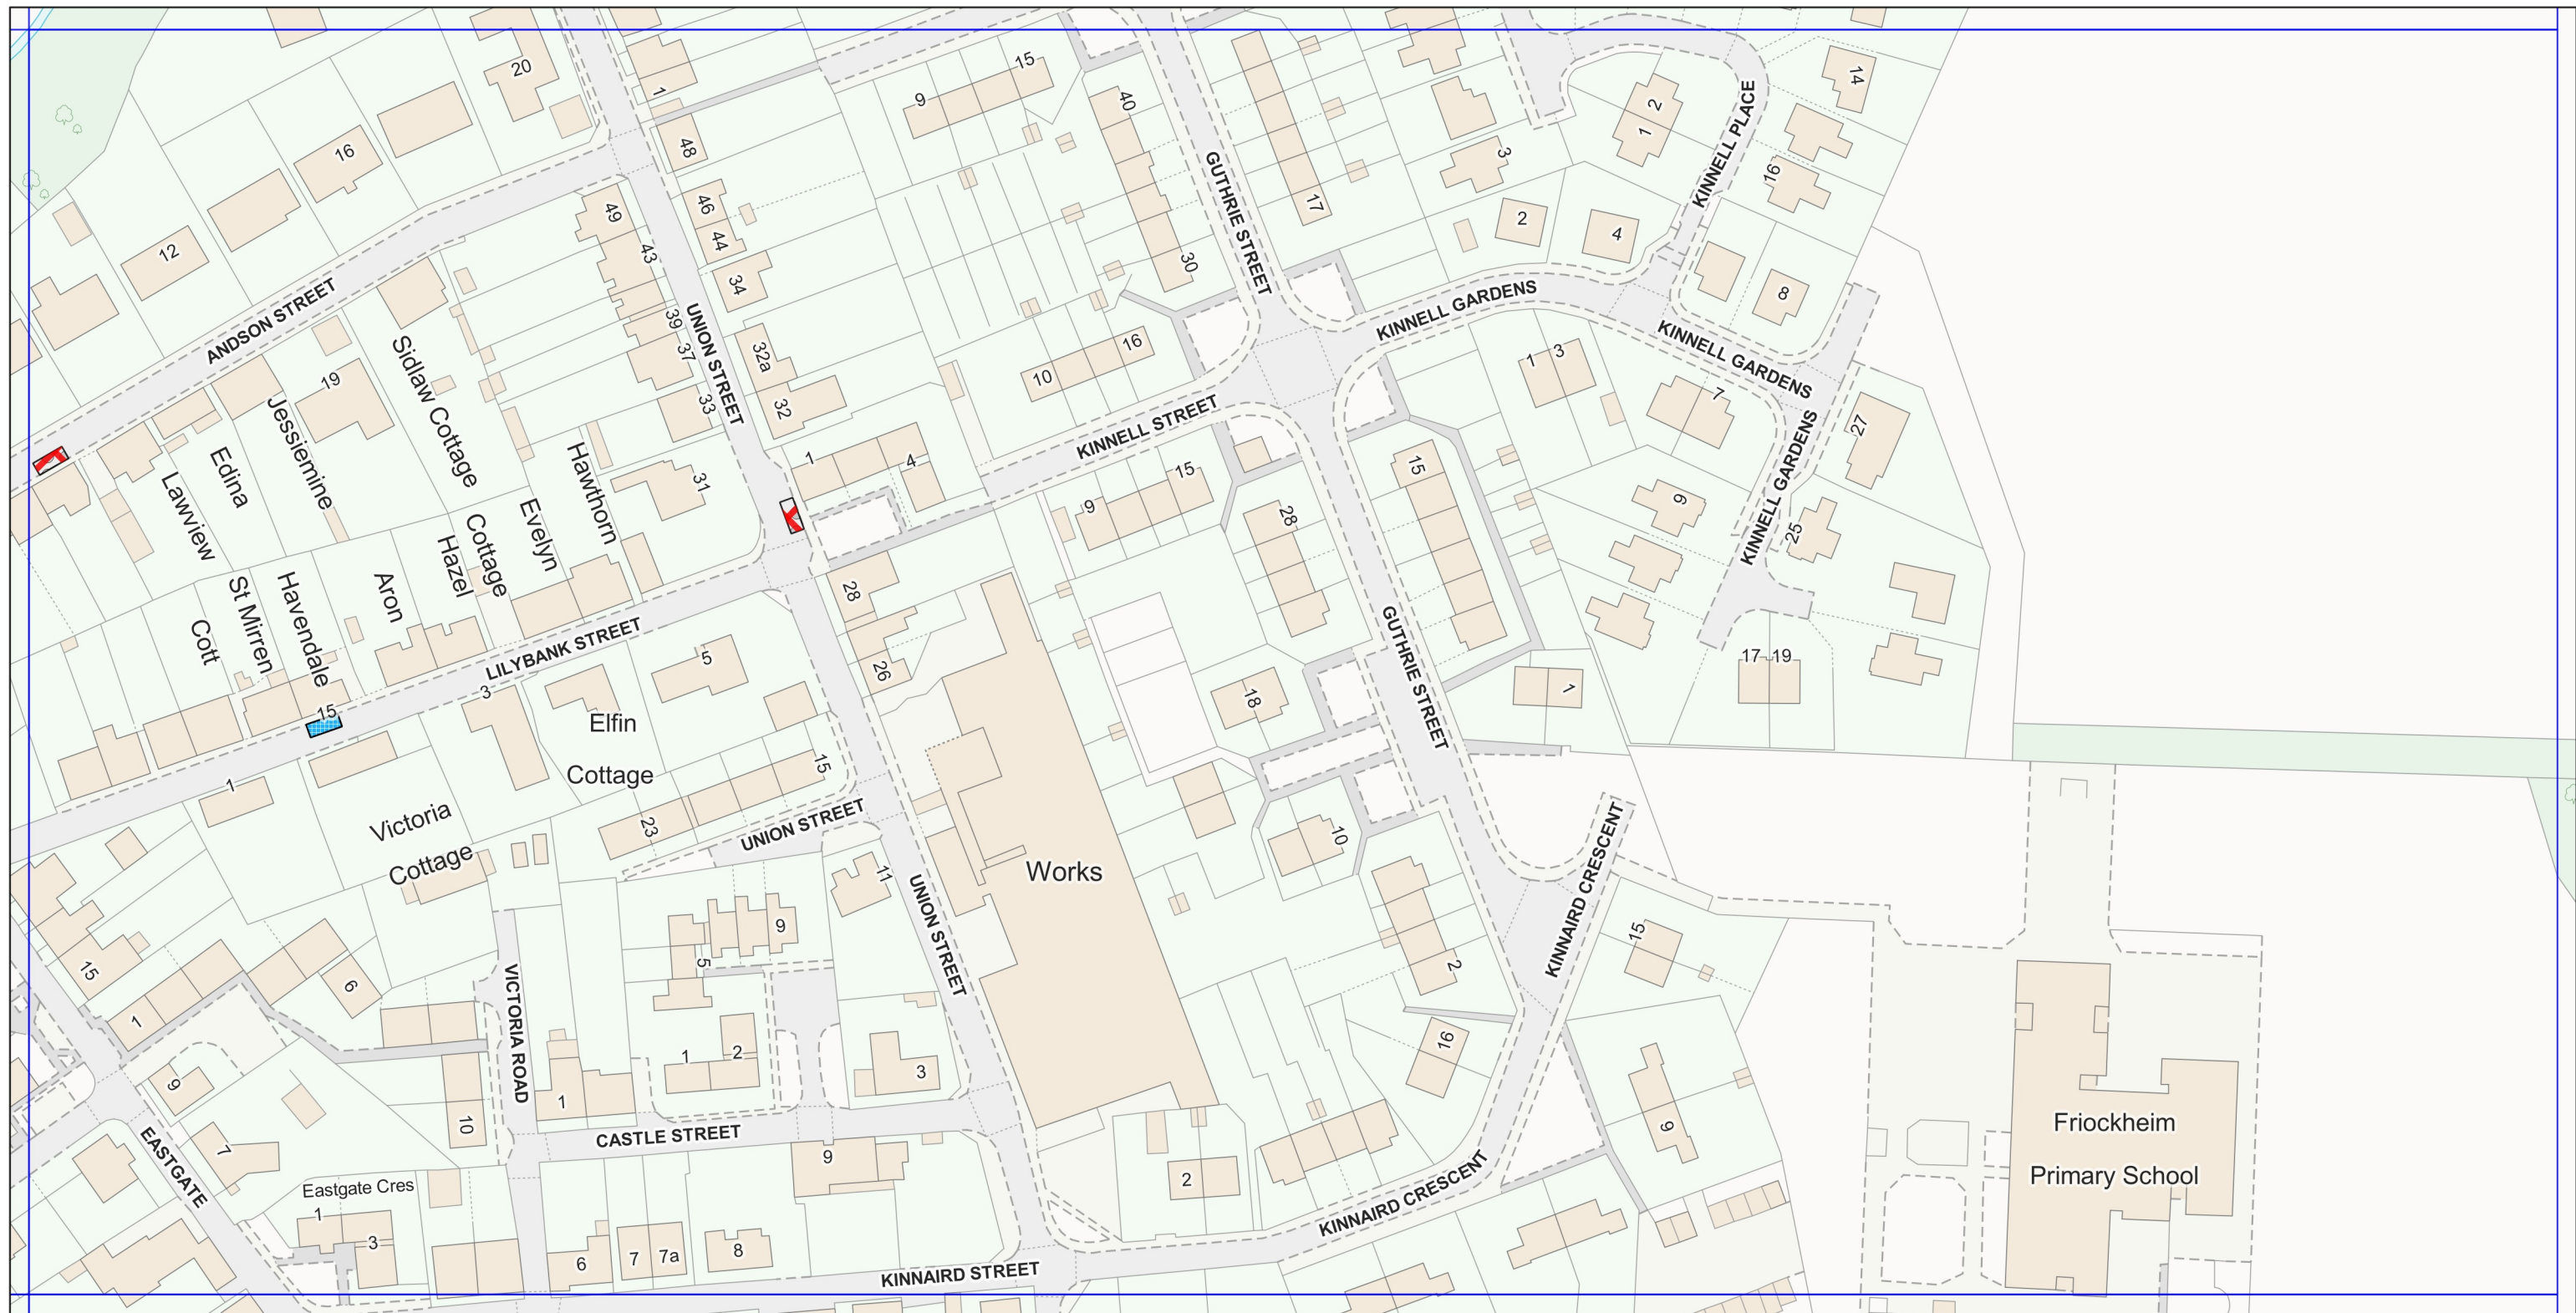 20
1
15
9
40
14
2
1
KINNELL PLACE
16
48
3
GUTHRIE STREET
16
46
49
17
2
4
44
12
43
30
34
8
KINNELL GARDENS
ANDSON STREET
39
UNION STREET
37
32a
16
10
1
3
KINNELL GARDENS
7
Sidlaw Cottage
19
33
32
KINNELL STREET
27
Jessiemine
Edina
Lawview
Hawthorn
31
1
4
15
9
15
9
KINNELL GARDENS
Evelyn
28
25
Hazel
Cottage
Aron
Havendale
St Mirren
Cott
28
26
LILYBANK STREET
GUTHRIE STREET
5
3
18
1
17
19
15
Elfin
Cottage
15
1
Victoria
Cottage
23
UNION STREET
10
KINNAIRD CRESCENT
11
Works
UNION STREET
9
5
2
15
15
6
1
VICTORIA ROAD
16
1
2
3
9
1
10
CASTLE STREET
9
Friockheim
Primary School
9
7
EASTGATE
Eastgate Cres
1
3
2
KINNAIRD CRESCENT
6
7
7a
8
KINNAIRD STREET